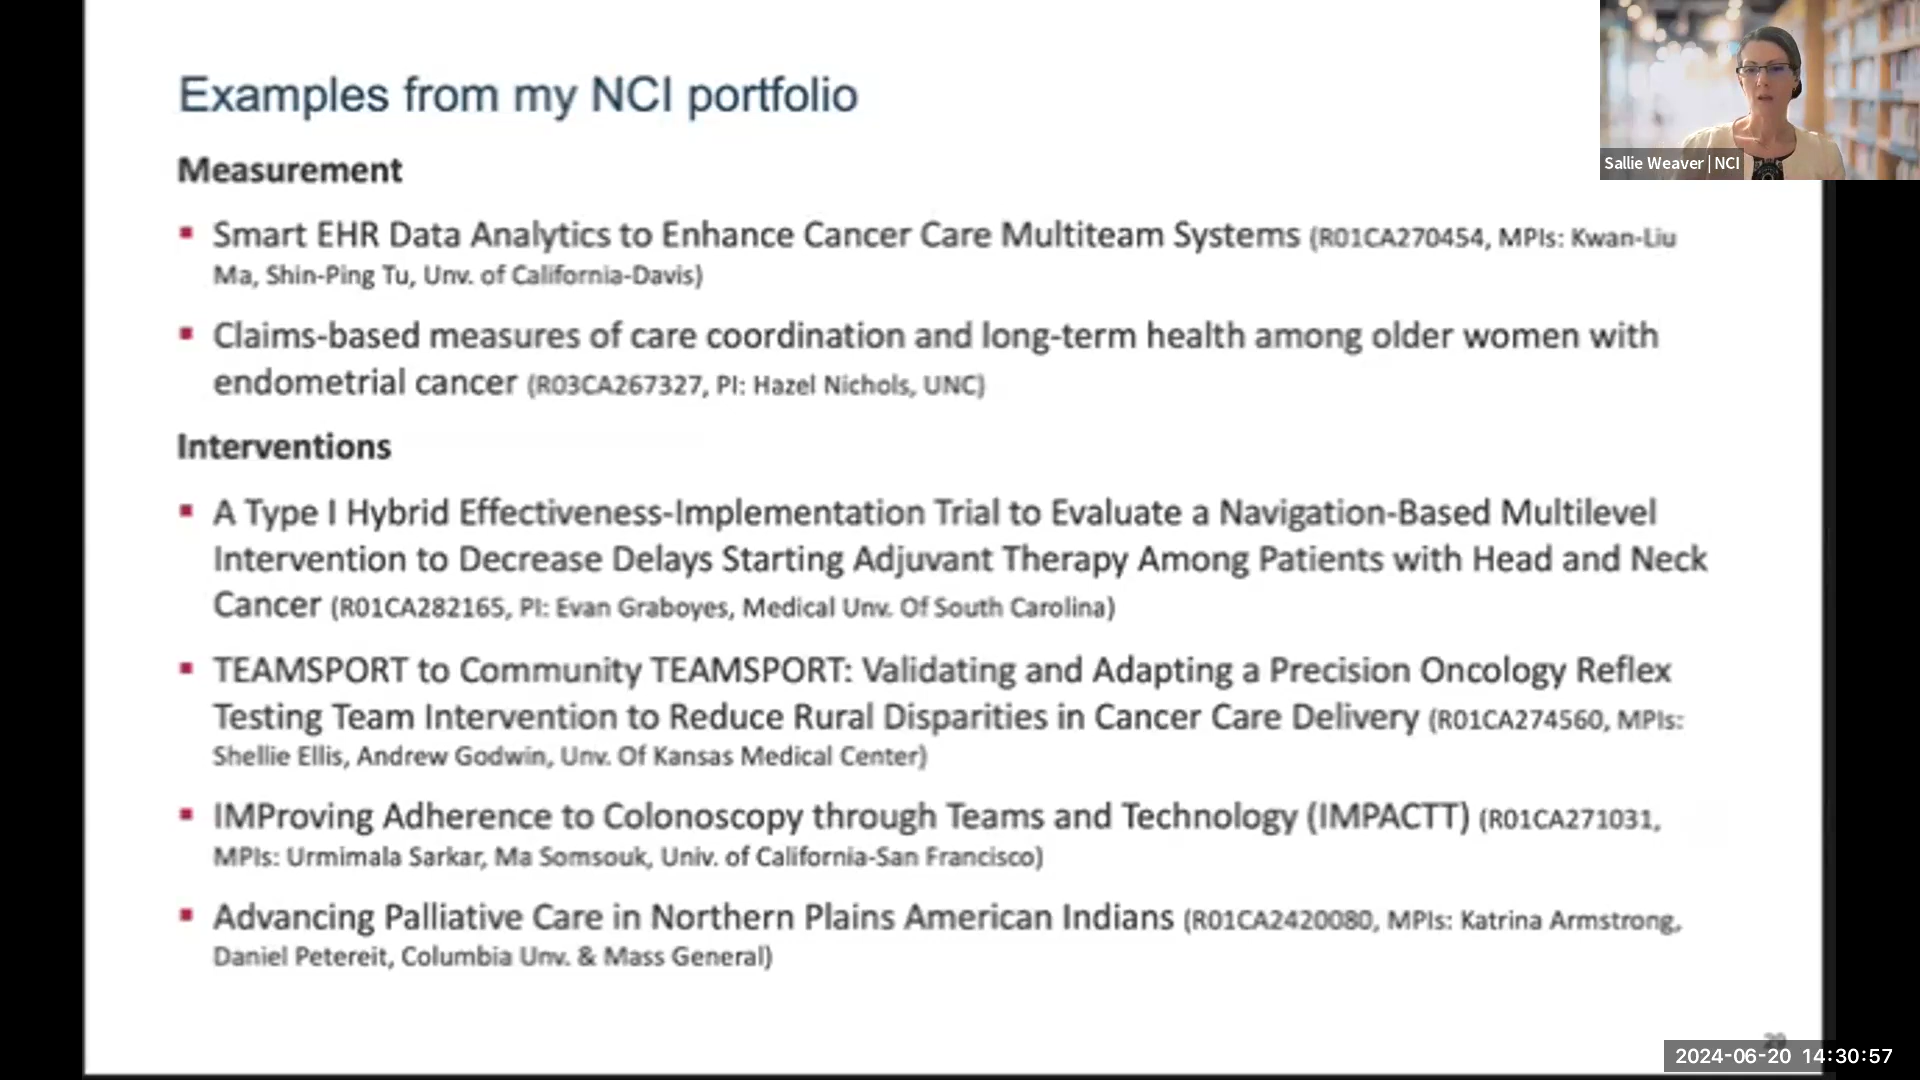 Examples from my NCI portfolio
Sallie Weaver | NCI
Measurement
Smart EHR Data Analytics to Enhance Cancer Care Multiteam Systems (R01CA270454, MPIs: Kwan-Liu
Ma, Shin-Ping Tu, Unv. of California-Davis)
Claims-based measures of care coordination and long-term health among older women with
endometrial cancer (R03CA267327, PI: Hazel Nichols, UNC)
Interventions
A Type I Hybrid Effectiveness-Implementation Trial to Evaluate a Navigation-Based Multilevel
Intervention to Decrease Delays Starting Adjuvant Therapy Among Patients with Head and Neck
Cancer (R01CA282165, PI: Evan Graboyes, Medical Unv. Of South Carolina)
TEAMSPORT to Community TEAMSPORT: Validating and Adapting a Precision Oncology Reflex
Testing Team Intervention to Reduce Rural Disparities in Cancer Care Delivery (R01CA274560, MPIs:
Shellie Ellis, Andrew Godwin, Unv. Of Kansas Medical Center)
IMProving Adherence to Colonoscopy through Teams and Technology (IMPACTT) (R01CA271031,
MPIs: Urmimala Sarkar, Ma Somsouk, Univ. of California-San Francisco)
Advancing Palliative Care in Northern Plains American Indians (R01CA2420080, MPIs: Katrina Armstrong,
Daniel Petereit, Columbia Unv. & Mass General)
2024-06-20 14:30:57